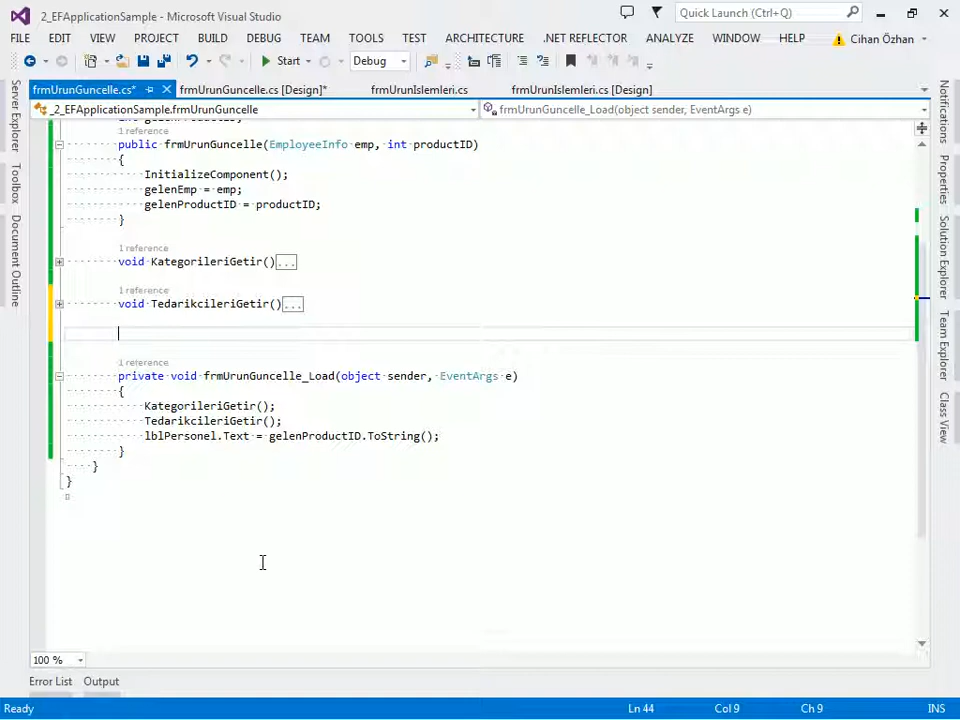 2_EFApplicationSample - Microsoft Visual Studio
Quick Launch (Ctrl+Q)
FILE EDIT VIEW PROJECT BUILD DEBUG TEAM TOOLS TEST ARCHITECTURE .NET REFLECTOR ANALYZE WINDOW HELP Cihan Özhan
Start Debug
frmUrunGuncelle.cs* frmUrunGuncelle.cs [Design]* frmUrunIslemleri.cs frmUrunIslemleri.cs [Design]
_2_EFApplicationSample.frmUrunGuncelle frmUrunGuncelle_Load(object sender, EventArgs e)
1 reference
public frmUrunGuncelle(EmployeeInfo emp, int productID)
{
InitializeComponent();
gelenEmp = emp;
gelenProductID = productID;
}
1 reference
void KategorileriGetir()...
1 reference
void TedarikcileriGetir()...
1 reference
private void frmUrunGuncelle_Load(object sender, EventArgs e)
{
KategorileriGetir();
TedarikcileriGetir();
lblPersonel.Text = gelenProductID.ToString();
}
}
}
100 %
Error List Output
Ready Ln 44 Col 9 Ch 9 INS
Server Explorer
Toolbox
Document Outline
Notifications
Properties
Solution Explorer
Team Explorer
Class View